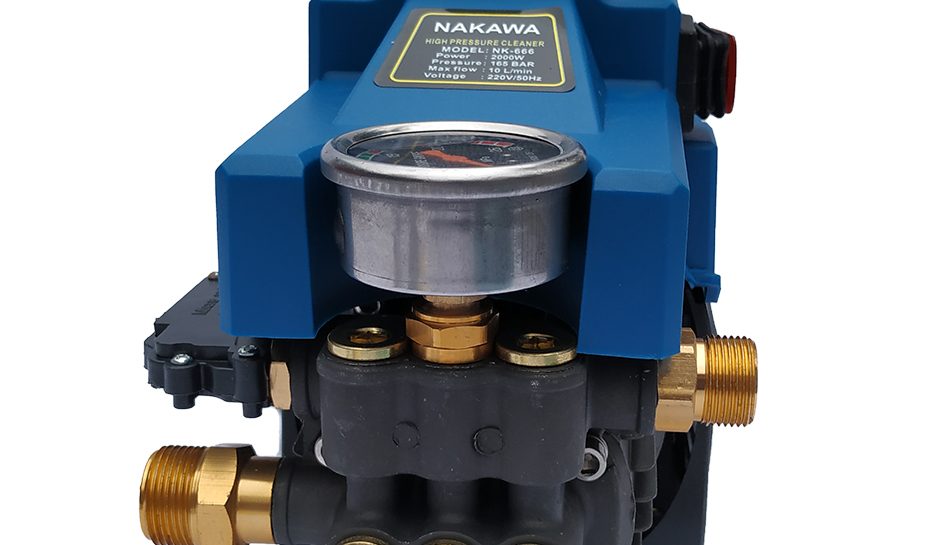 NAKAWA
HIGH PRESSURE CLEANER
MODEL: NK-666
Power : 2000W
Pressure : 165 BAR
Max flow : 10 L/min
Voltage : 220V/50Hz